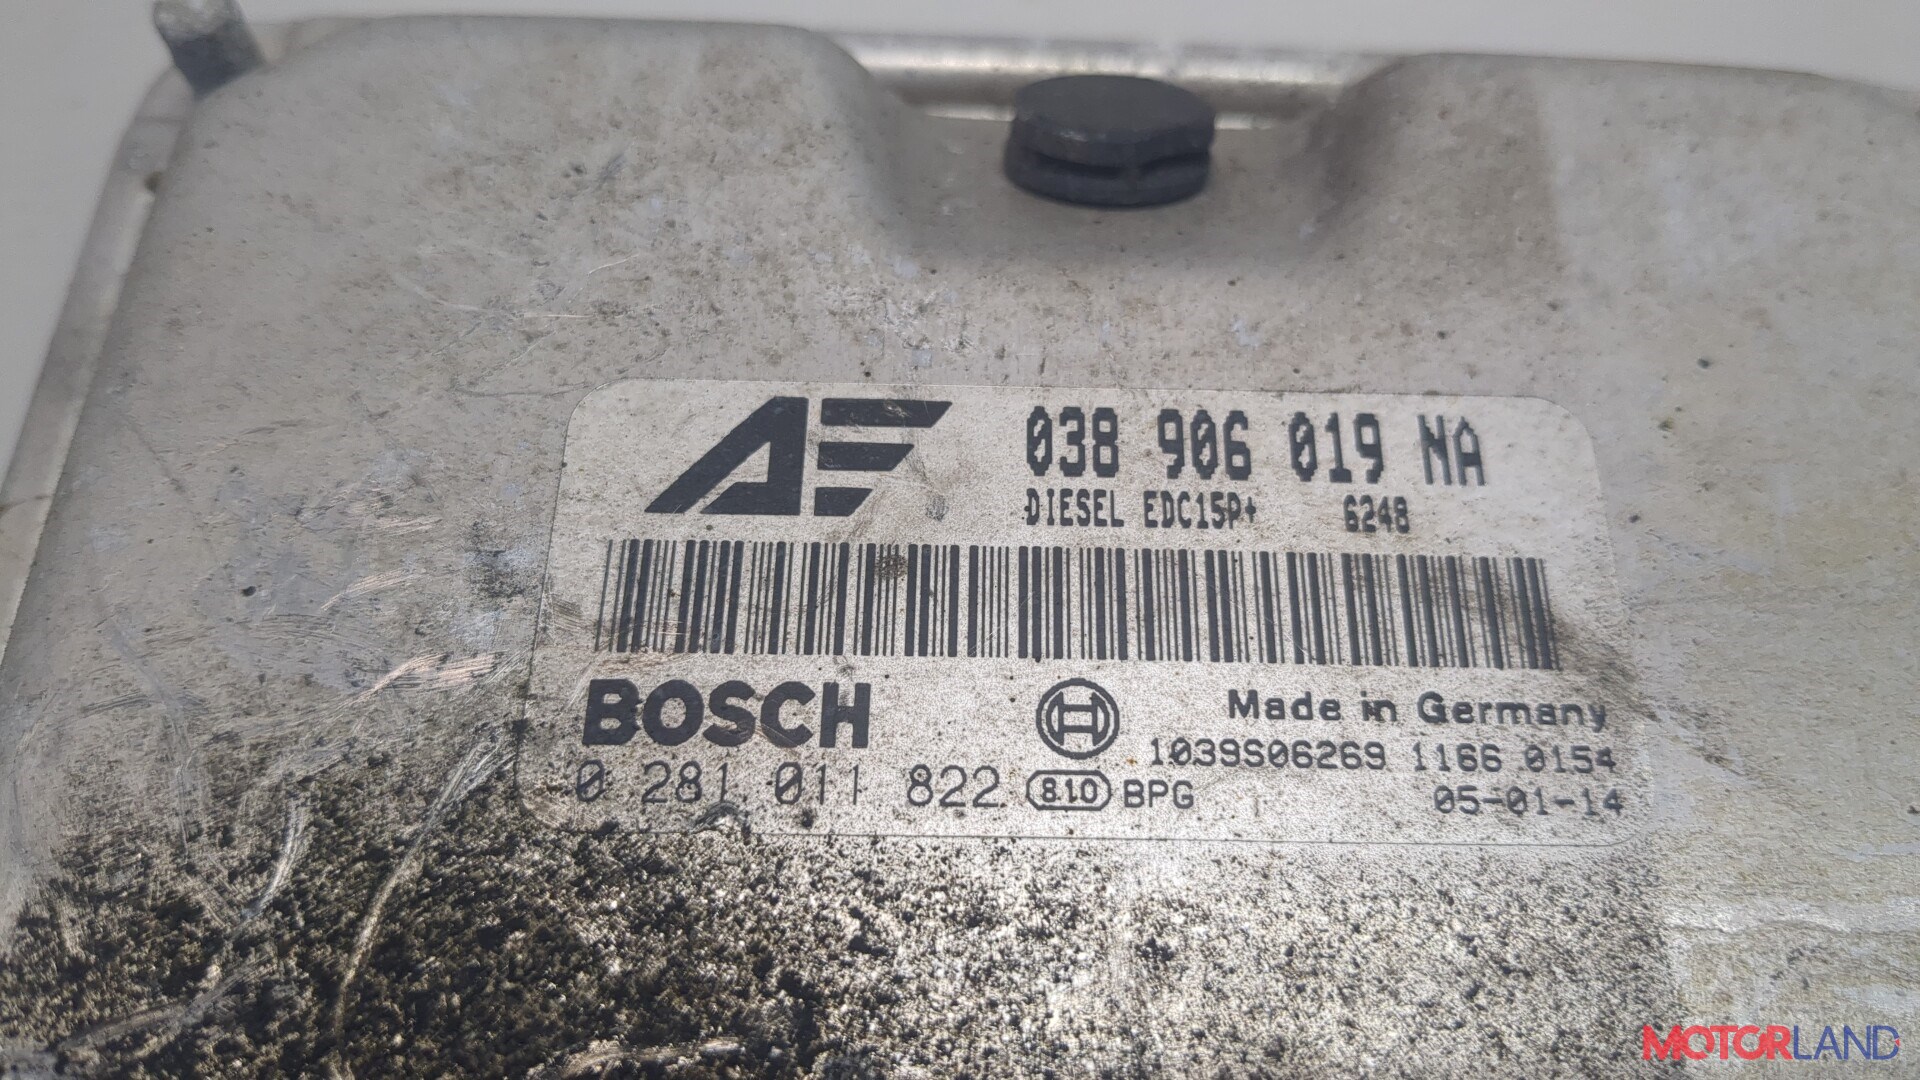 AF
038 906 019 NA
DIESEL EDC15P+ 6248
BOSCH
Made in Germany
1039S06269 1166 0154
0 281 011 822 810 BPG
05-01-14
MOTORLAND